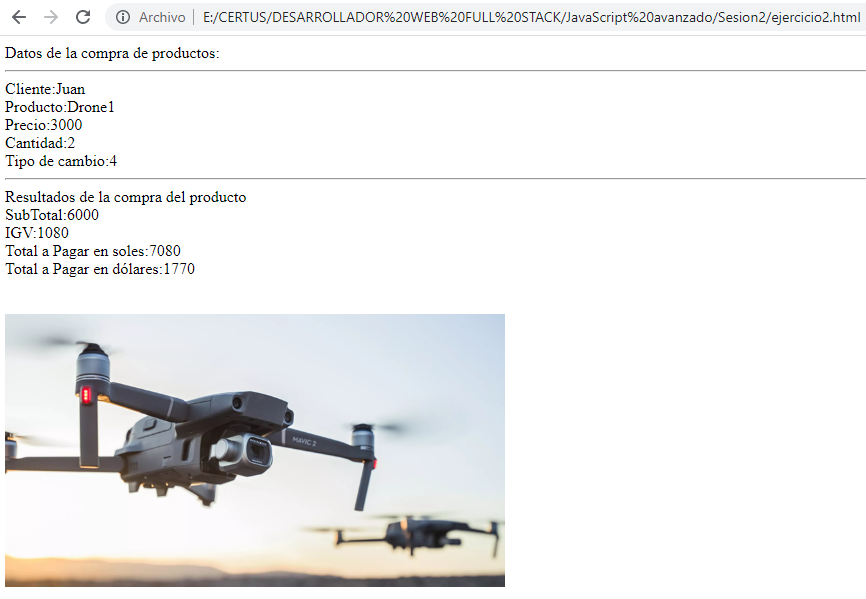 Archivo
E:/CERTUS/DESARROLLADOR%20WEB%20FULL%20STACK/JavaScript%20avanzado/Sesion2/ejercicio2.html
Datos de la compra de productos:
Cliente:Juan
Producto:Drone1
Precio:3000
Cantidad:2
Tipo de cambio:4
Resultados de la compra del producto
SubTotal:6000
IGV:1080
Total a Pagar en soles:7080
Total a Pagar en dólares:1770
MAVIC 2